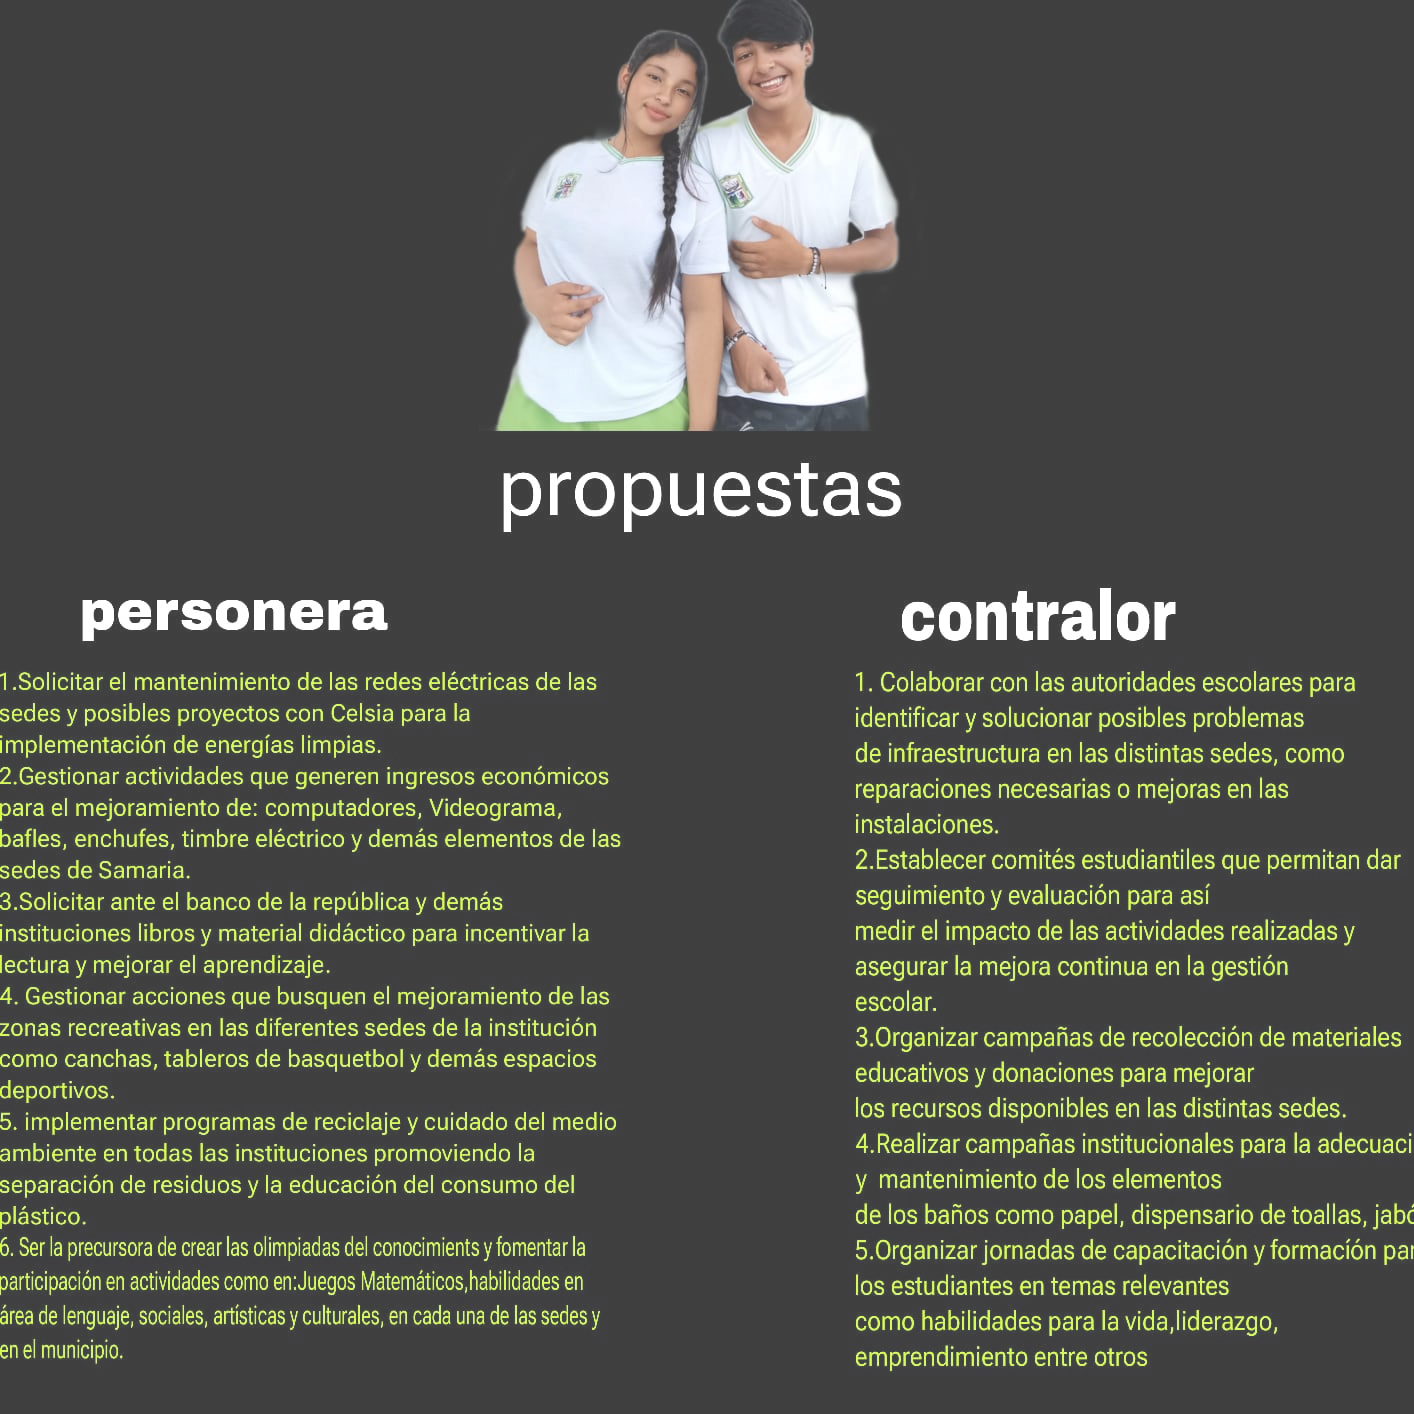 propuestas
personera
1.Solicitar el mantenimiento de las redes eléctricas de las
sedes y posibles proyectos con Celsia para la
implementación de energías limpias.
2.Gestionar actividades que generen ingresos económicos
para el mejoramiento de: computadores, Videograma,
bafles, enchufes, timbre eléctrico y demás elementos de las
sedes de Samaria.
3.Solicitar ante el banco de la república y demás
instituciones libros y material didáctico para incentivar la
lectura y mejorar el aprendizaje.
4. Gestionar acciones que busquen el mejoramiento de las
zonas recreativas en las diferentes sedes de la institución
como canchas, tableros de basquetbol y demás espacios
deportivos.
5. implementar programas de reciclaje y cuidado del medio
ambiente en todas las instituciones promoviendo la
separación de residuos y la educación del consumo del
plástico.
6. Ser la precursora de crear las olimpiadas del conocimients y fomentar la
participación en actividades como en:Juegos Matemáticos,habilidades en
área de lenguaje, sociales, artísticas y culturales, en cada una de las sedes y
en el municipio.
contralor
1. Colaborar con las autoridades escolares para
identificar y solucionar posibles problemas
de infraestructura en las distintas sedes, como
reparaciones necesarias o mejoras en las
instalaciones.
2.Establecer comités estudiantiles que permitan dar
seguimiento y evaluación para así
medir el impacto de las actividades realizadas y
asegurar la mejora continua en la gestión
escolar.
3.Organizar campañas de recolección de materiales
educativos y donaciones para mejorar
los recursos disponibles en las distintas sedes.
4.Realizar campañas institucionales para la adecuaci
y mantenimiento de los elementos
de los baños como papel, dispensario de toallas, jabó
5.Organizar jornadas de capacitación y formacíón par
los estudiantes en temas relevantes
como habilidades para la vida,liderazgo,
emprendimiento entre otros